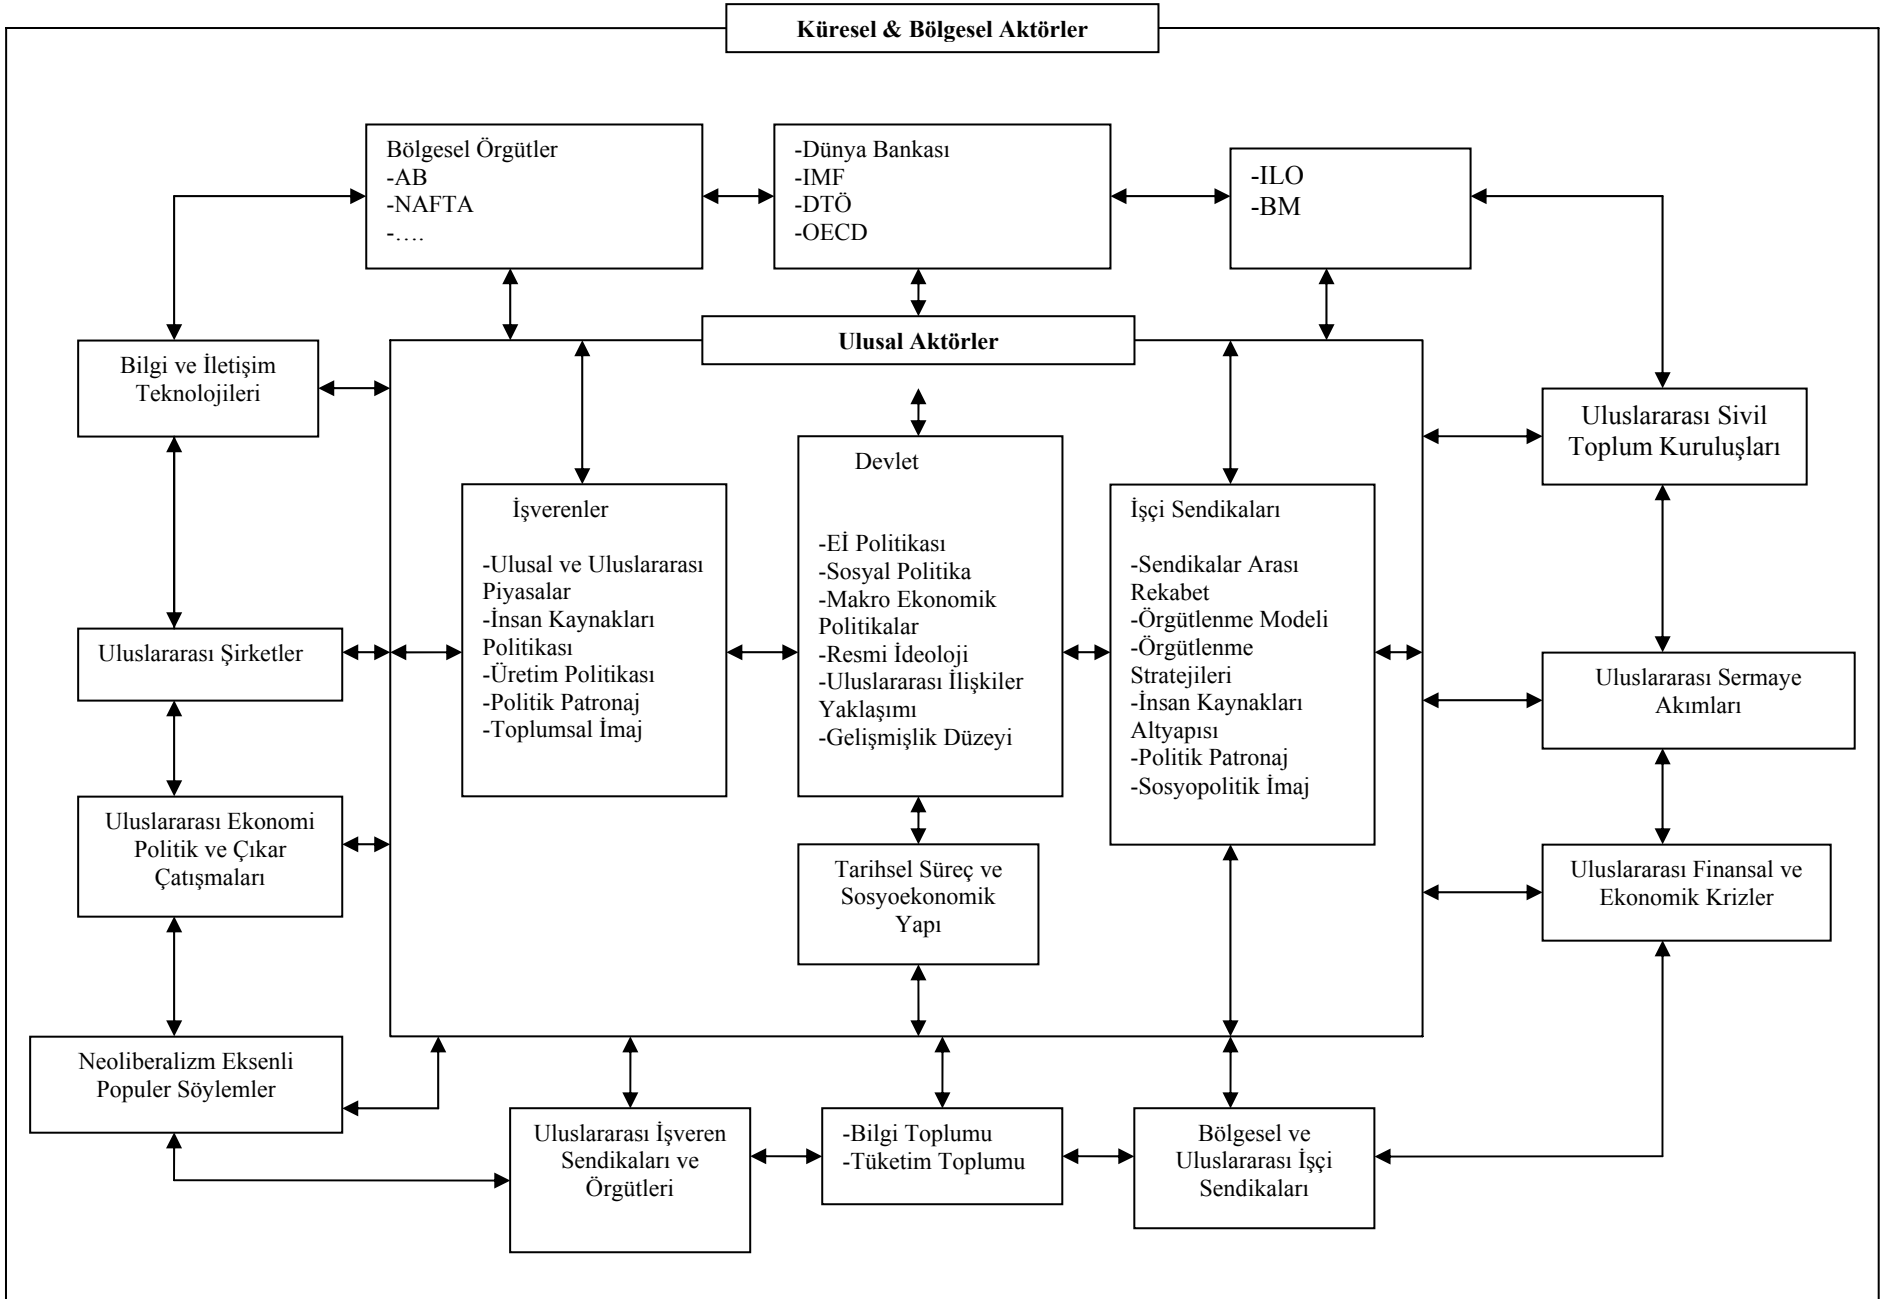 Küresel & Bölgesel Aktörler
Bölgesel Örgütler
-AB
-NAFTA
-….
-Dünya Bankası
-IMF
-DTÖ
-OECD
-ILO
-BM
Ulusal Aktörler
Bilgi ve İletişim
Teknolojileri
Uluslararası Sivil
Toplum Kuruluşları
İşverenler
-Ulusal ve Uluslararası
Piyasalar
-İnsan Kaynakları
Politikası
-Üretim Politikası
-Politik Patronaj
-Toplumsal İmaj
Devlet
-Eİ Politikası
-Sosyal Politika
-Makro Ekonomik
Politikalar
-Resmi İdeoloji
-Uluslararası İlişkiler
Yaklaşımı
-Gelişmişlik Düzeyi
İşçi Sendikaları
-Sendikalar Arası
Rekabet
-Örgütlenme Modeli
-Örgütlenme
Stratejileri
-İnsan Kaynakları
Altyapısı
-Politik Patronaj
-Sosyopolitik İmaj
Uluslararası Şirketler
Uluslararası Sermaye
Akımları
Uluslararası Ekonomi
Politik ve Çıkar
Çatışmaları
Tarihsel Süreç ve
Sosyoekonomik
Yapı
Uluslararası Finansal ve
Ekonomik Krizler
Neoliberalizm Eksenli
Populer Söylemler
Uluslararası İşveren
Sendikaları ve
Örgütleri
-Bilgi Toplumu
-Tüketim Toplumu
Bölgesel ve
Uluslararası İşçi
Sendikaları